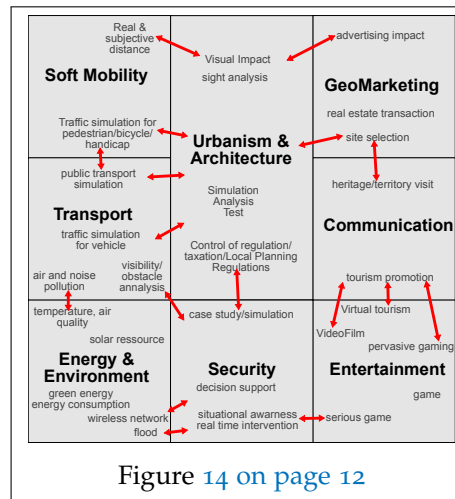 Real &
subjective
distance
Soft Mobility
Traffic simulation for
pedestrian/bicycle/
handicap
Visual Impact
sight analysis
Urbanism &
Architecture
Simulation
Analysis
Test
Control of regulation/
taxation/Local Planning
Regulations
advertising impact
GeoMarketing
real estate transaction
site selection
public transport
simulation
Transport
traffic simulation
for vehicle
visibility/
obstacle
annalysis
air and noise
pollution
heritage/territory visit
Communication
tourism promotion
temperature, air
quality
solar ressource
Energy &
Environment
green energy
energy consumption
wireless network
flood
case study/simulation
Security
decision support
situational awarness
real time intervention
Virtual tourism
VideoFilm
pervasive gaming
Entertainment
game
serious game
Figure 14 on page 12